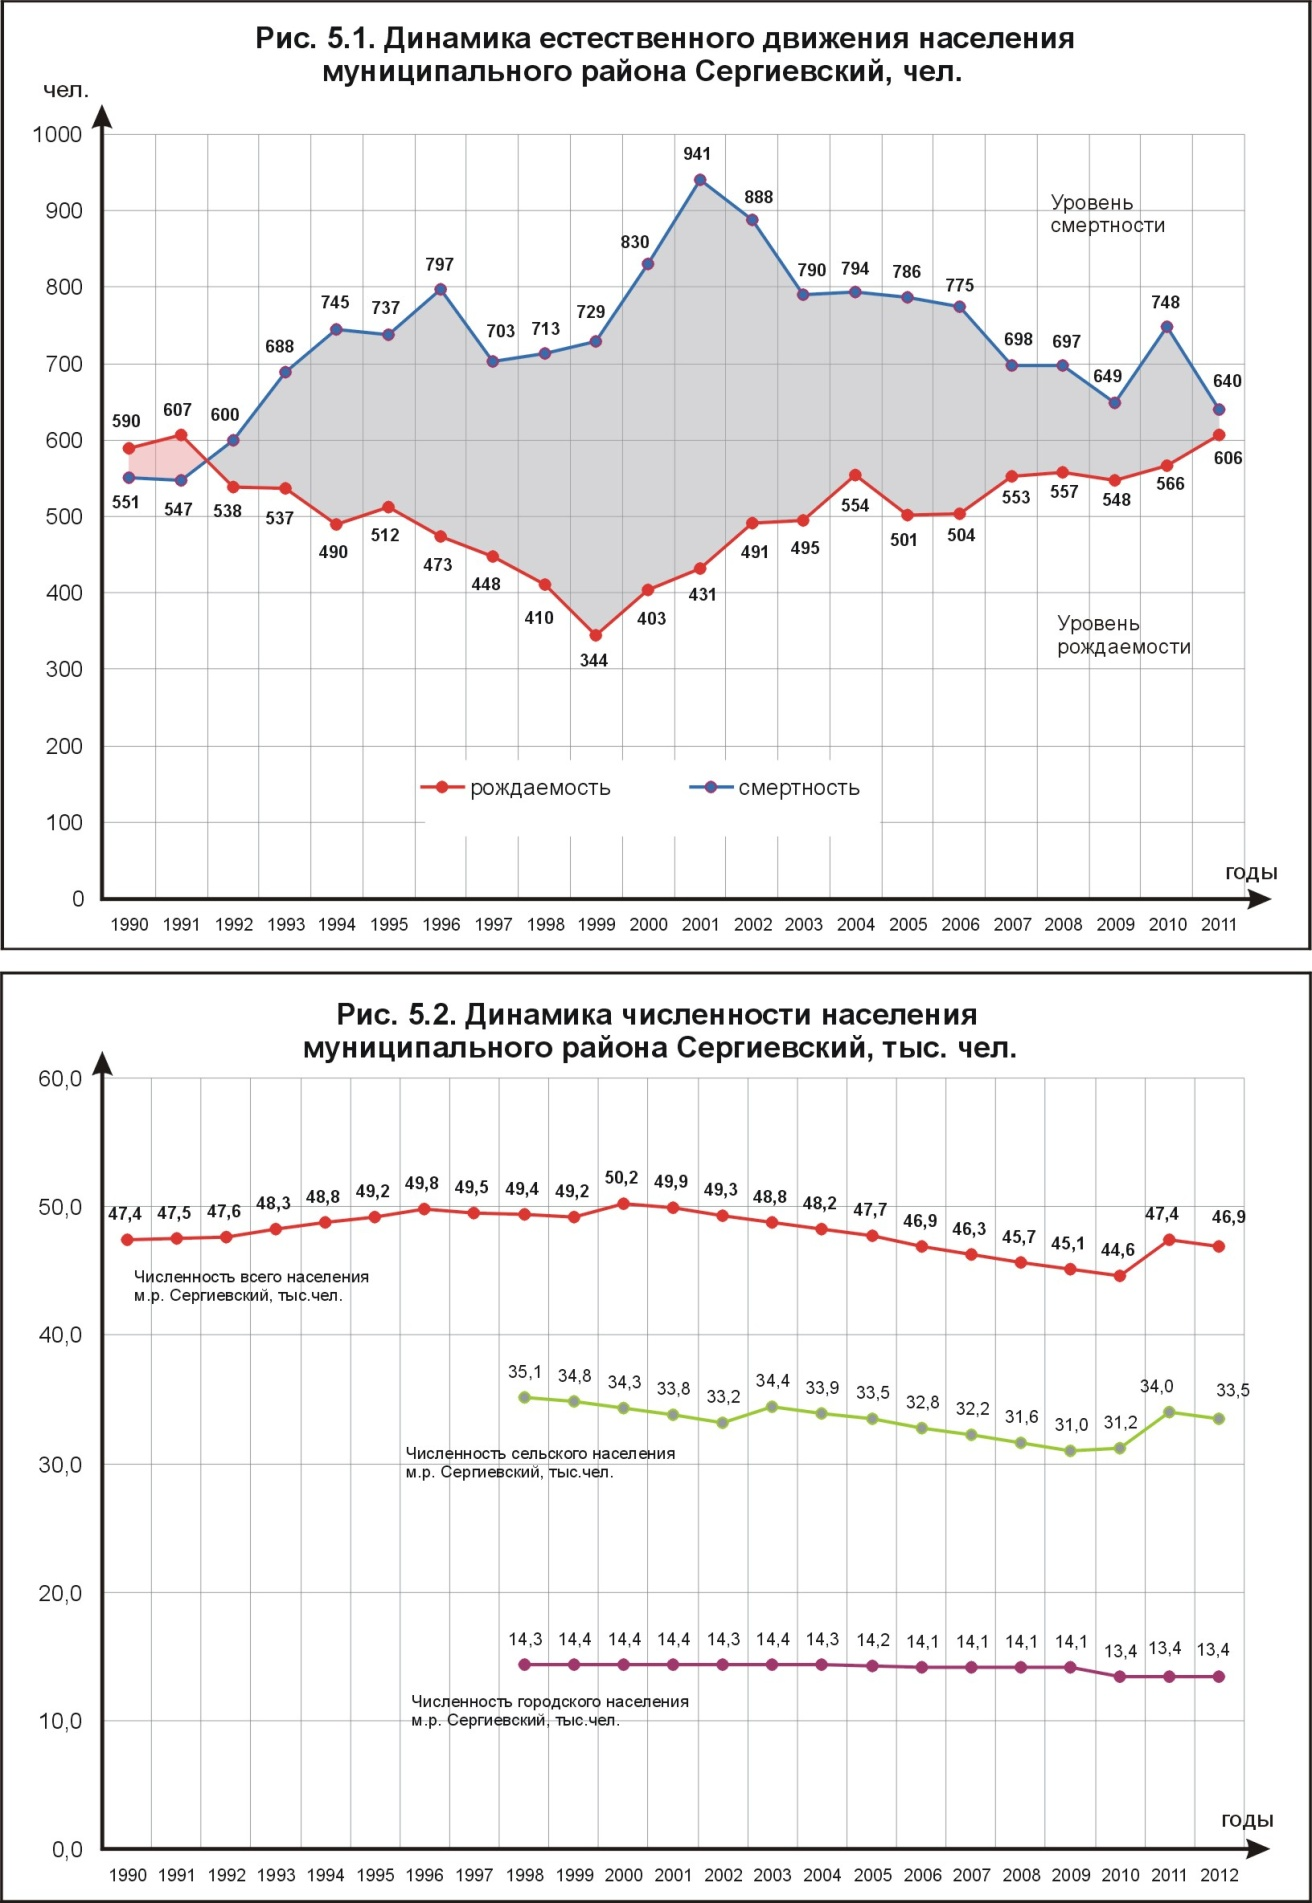 Рис. 5.1. Динамика естественного движения населения
муниципального района Сергиевский, чел.
чел.
1000
900
800
700
600
500
400
300
200
100
0
941
888
830
797
790 794 786 775
745 737
748
688
703 713 729
698 697
649
640
590 607 600
551 547 538 537
490 512 473 448 410 344 403 431 491 495 554 501 504 553 557 548 566 606
Уровень
смертности
Уровень
рождаемости
рождаемость смертность
годы
1990 1991 1992 1993 1994 1995 1996 1997 1998 1999 2000 2001 2002 2003 2004 2005 2006 2007 2008 2009 2010 2011
Рис. 5.2. Динамика численности населения
муниципального района Сергиевский, тыс. чел.
60,0
50,0
40,0
30,0
20,0
10,0
0,0
47,4 47,5 47,6 48,3 48,8 49,2 49,8 49,5 49,4 49,2 50,2 49,9 49,3 48,8 48,2 47,7 46,9 46,3 45,7 45,1 44,6 47,4 46,9
Численность всего населения
м.р. Сергиевский, тыс.чел.
35,1 34,8 34,3 33,8 33,2 34,4 33,9 33,5 32,8 32,2 31,6 31,0 31,2 34,0 33,5
Численность сельского населения
м.р. Сергиевский, тыс.чел.
14,3 14,4 14,4 14,4 14,3 14,4 14,3 14,2 14,1 14,1 14,1 14,1 13,4 13,4 13,4
Численность городского населения
м.р. Сергиевский, тыс.чел.
годы
1990 1991 1992 1993 1994 1995 1996 1997 1998 1999 2000 2001 2002 2003 2004 2005 2006 2007 2008 2009 2010 2011 2012